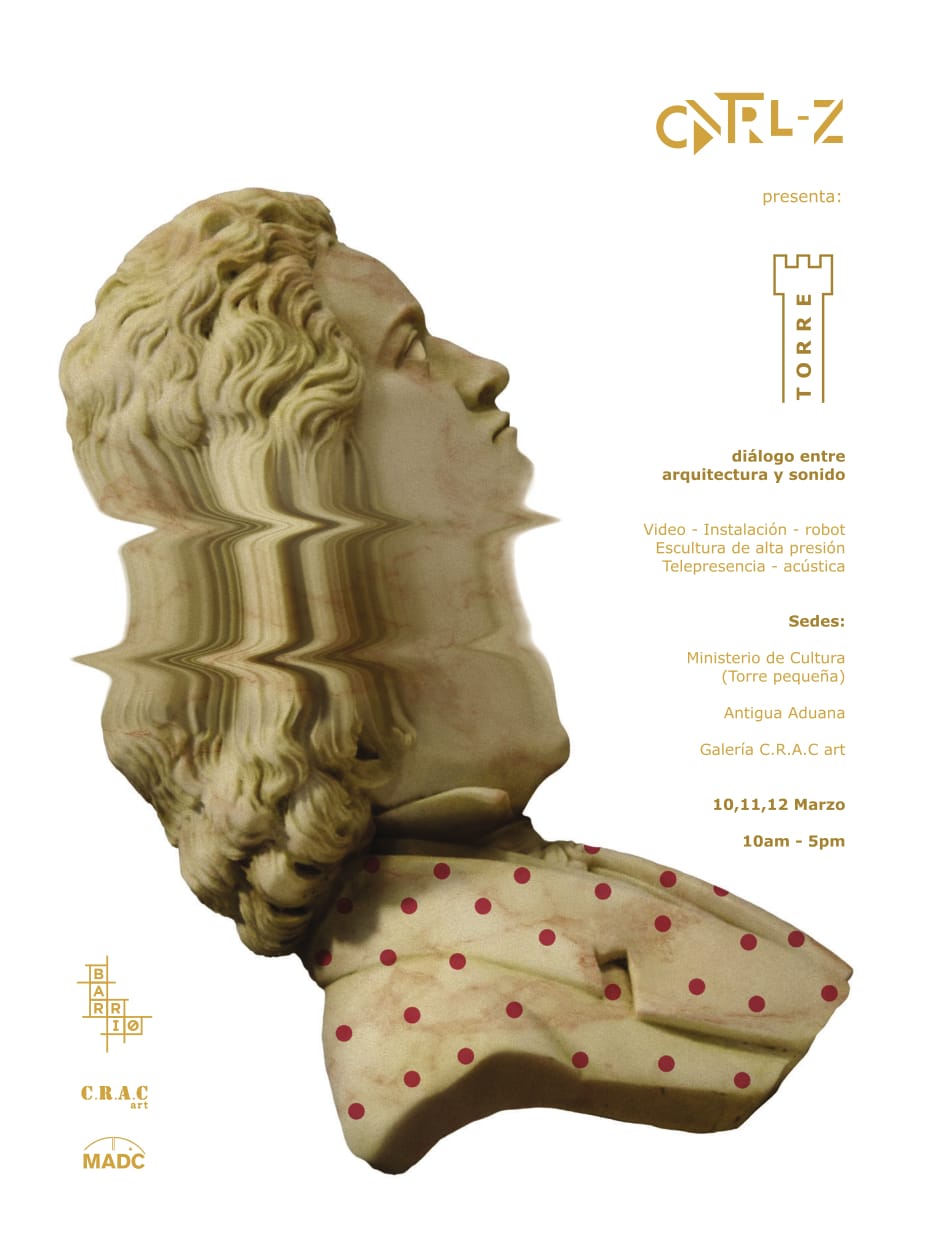 CNTRL-Z
presenta:
TORRE
diálogo entre
arquitectura y sonido
Video - Instalación - robot
Escultura de alta presión
Telepresencia - acústica
Sedes:
Ministerio de Cultura
(Torre pequeña)
Antigua Aduana
Galería C.R.A.C art
10,11,12 Marzo
10am - 5pm
BARRIØ
C.R.A.C
art
MADC